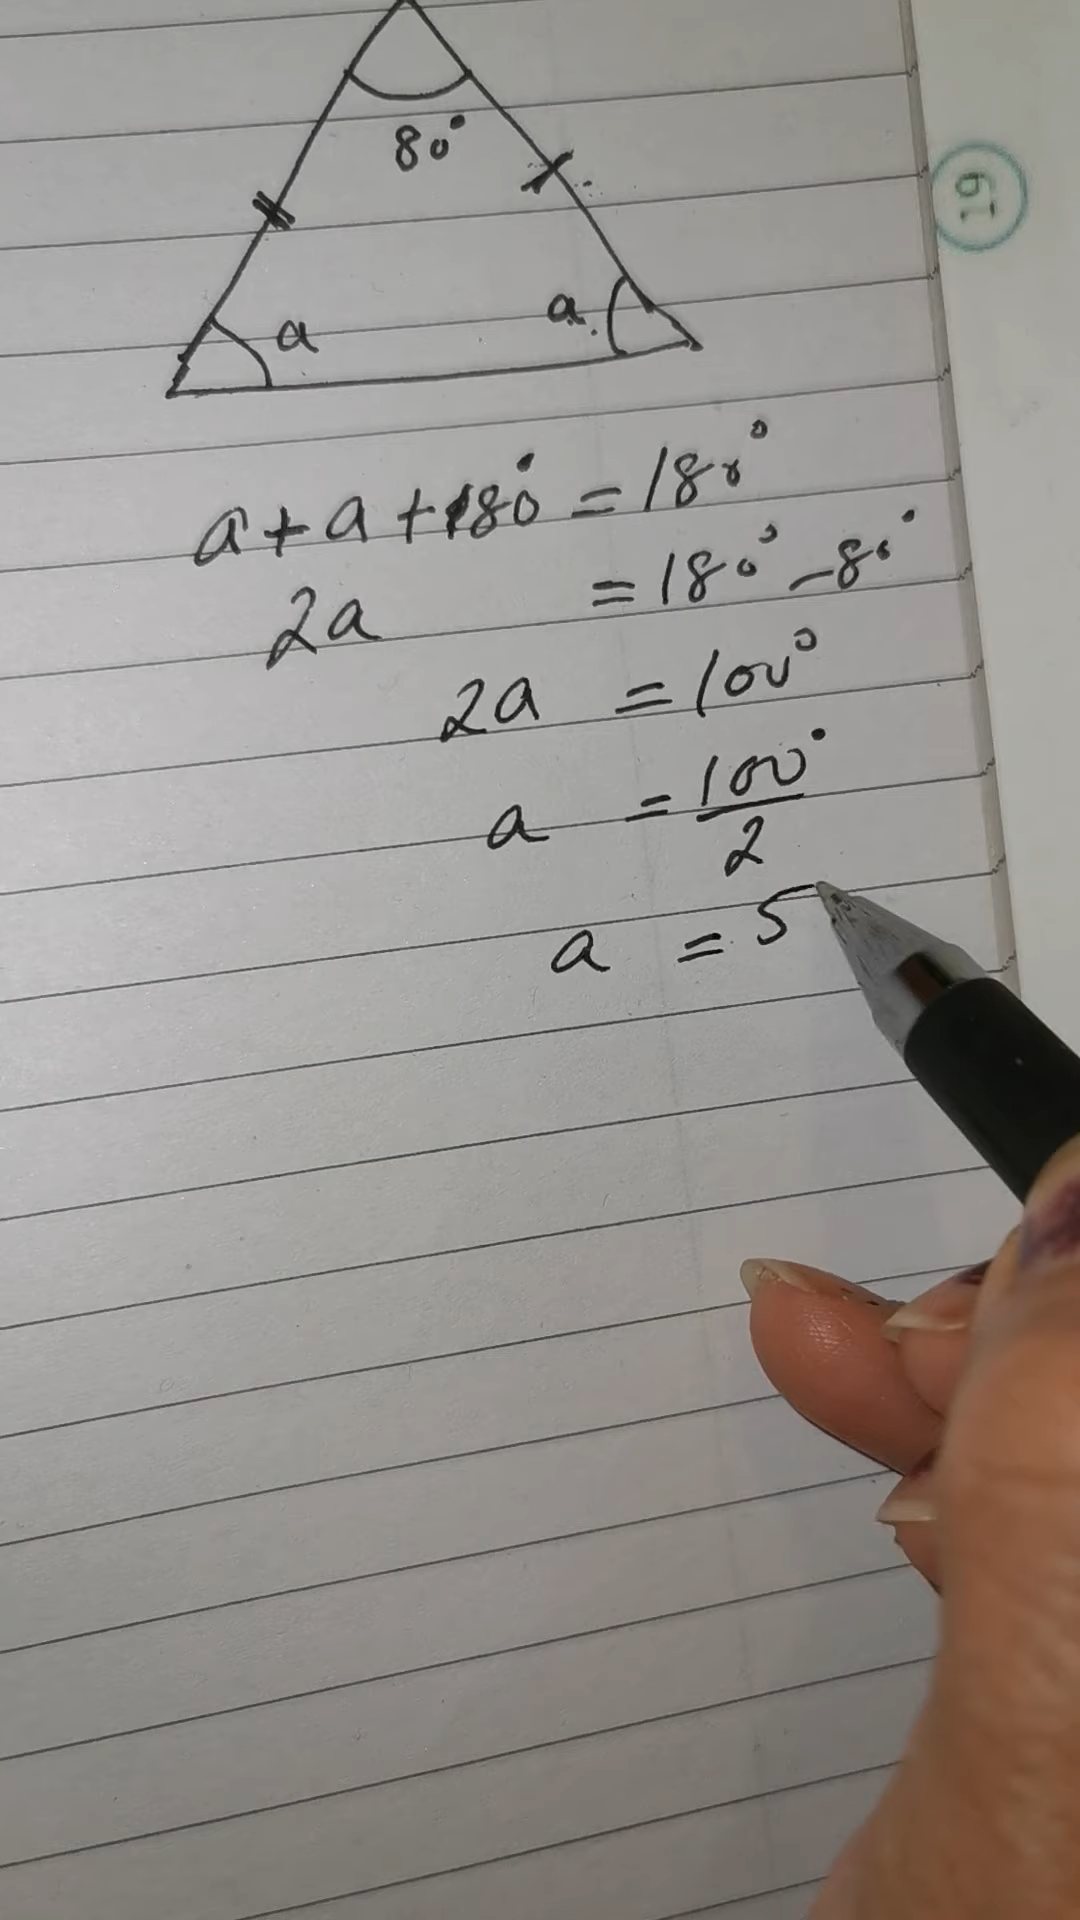 80°
a a
19
a + a + 180° = 180°
2a = 180° - 80°
2a = 100°
a = 100°/2
a = 5